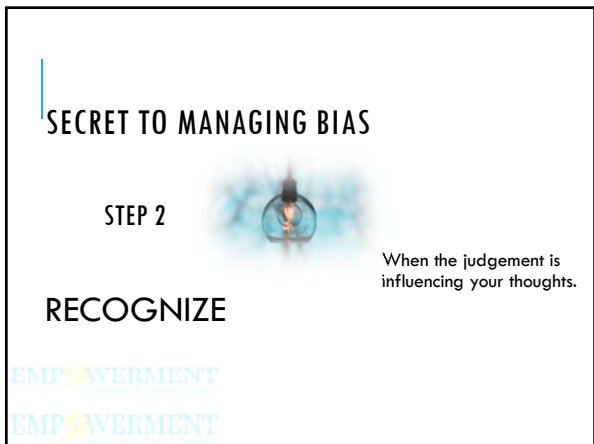 SECRET TO MANAGING BIAS
STEP 2
When the judgement is
influencing your thoughts.
RECOGNIZE
EMPOWERMENT
EMPOWERMENT